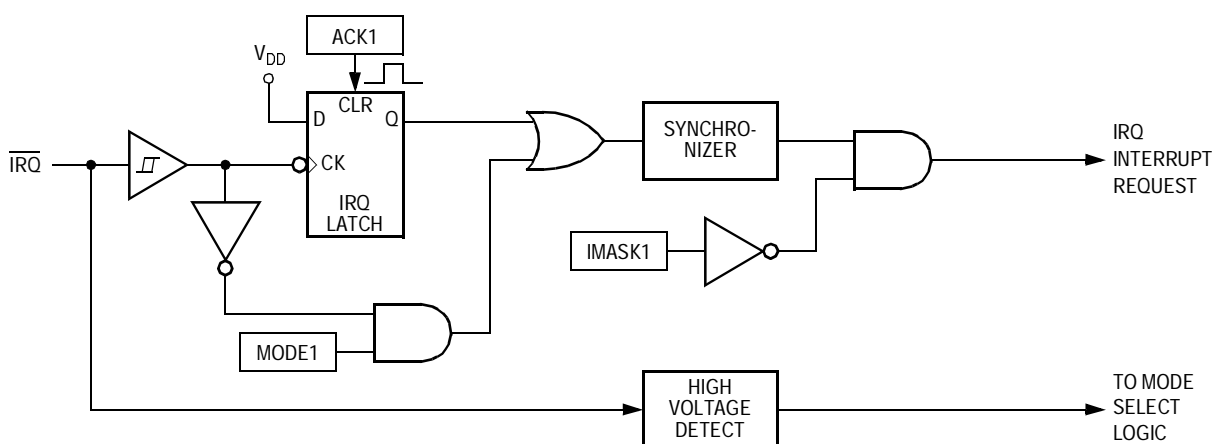 ACK1
VDD
CLR
D
Q
CK
IRQ
LATCH
IRQ
SYNCHRO-
NIZER
IRQ
INTERRUPT
REQUEST
IMASK1
MODE1
HIGH
VOLTAGE
DETECT
TO MODE
SELECT
LOGIC